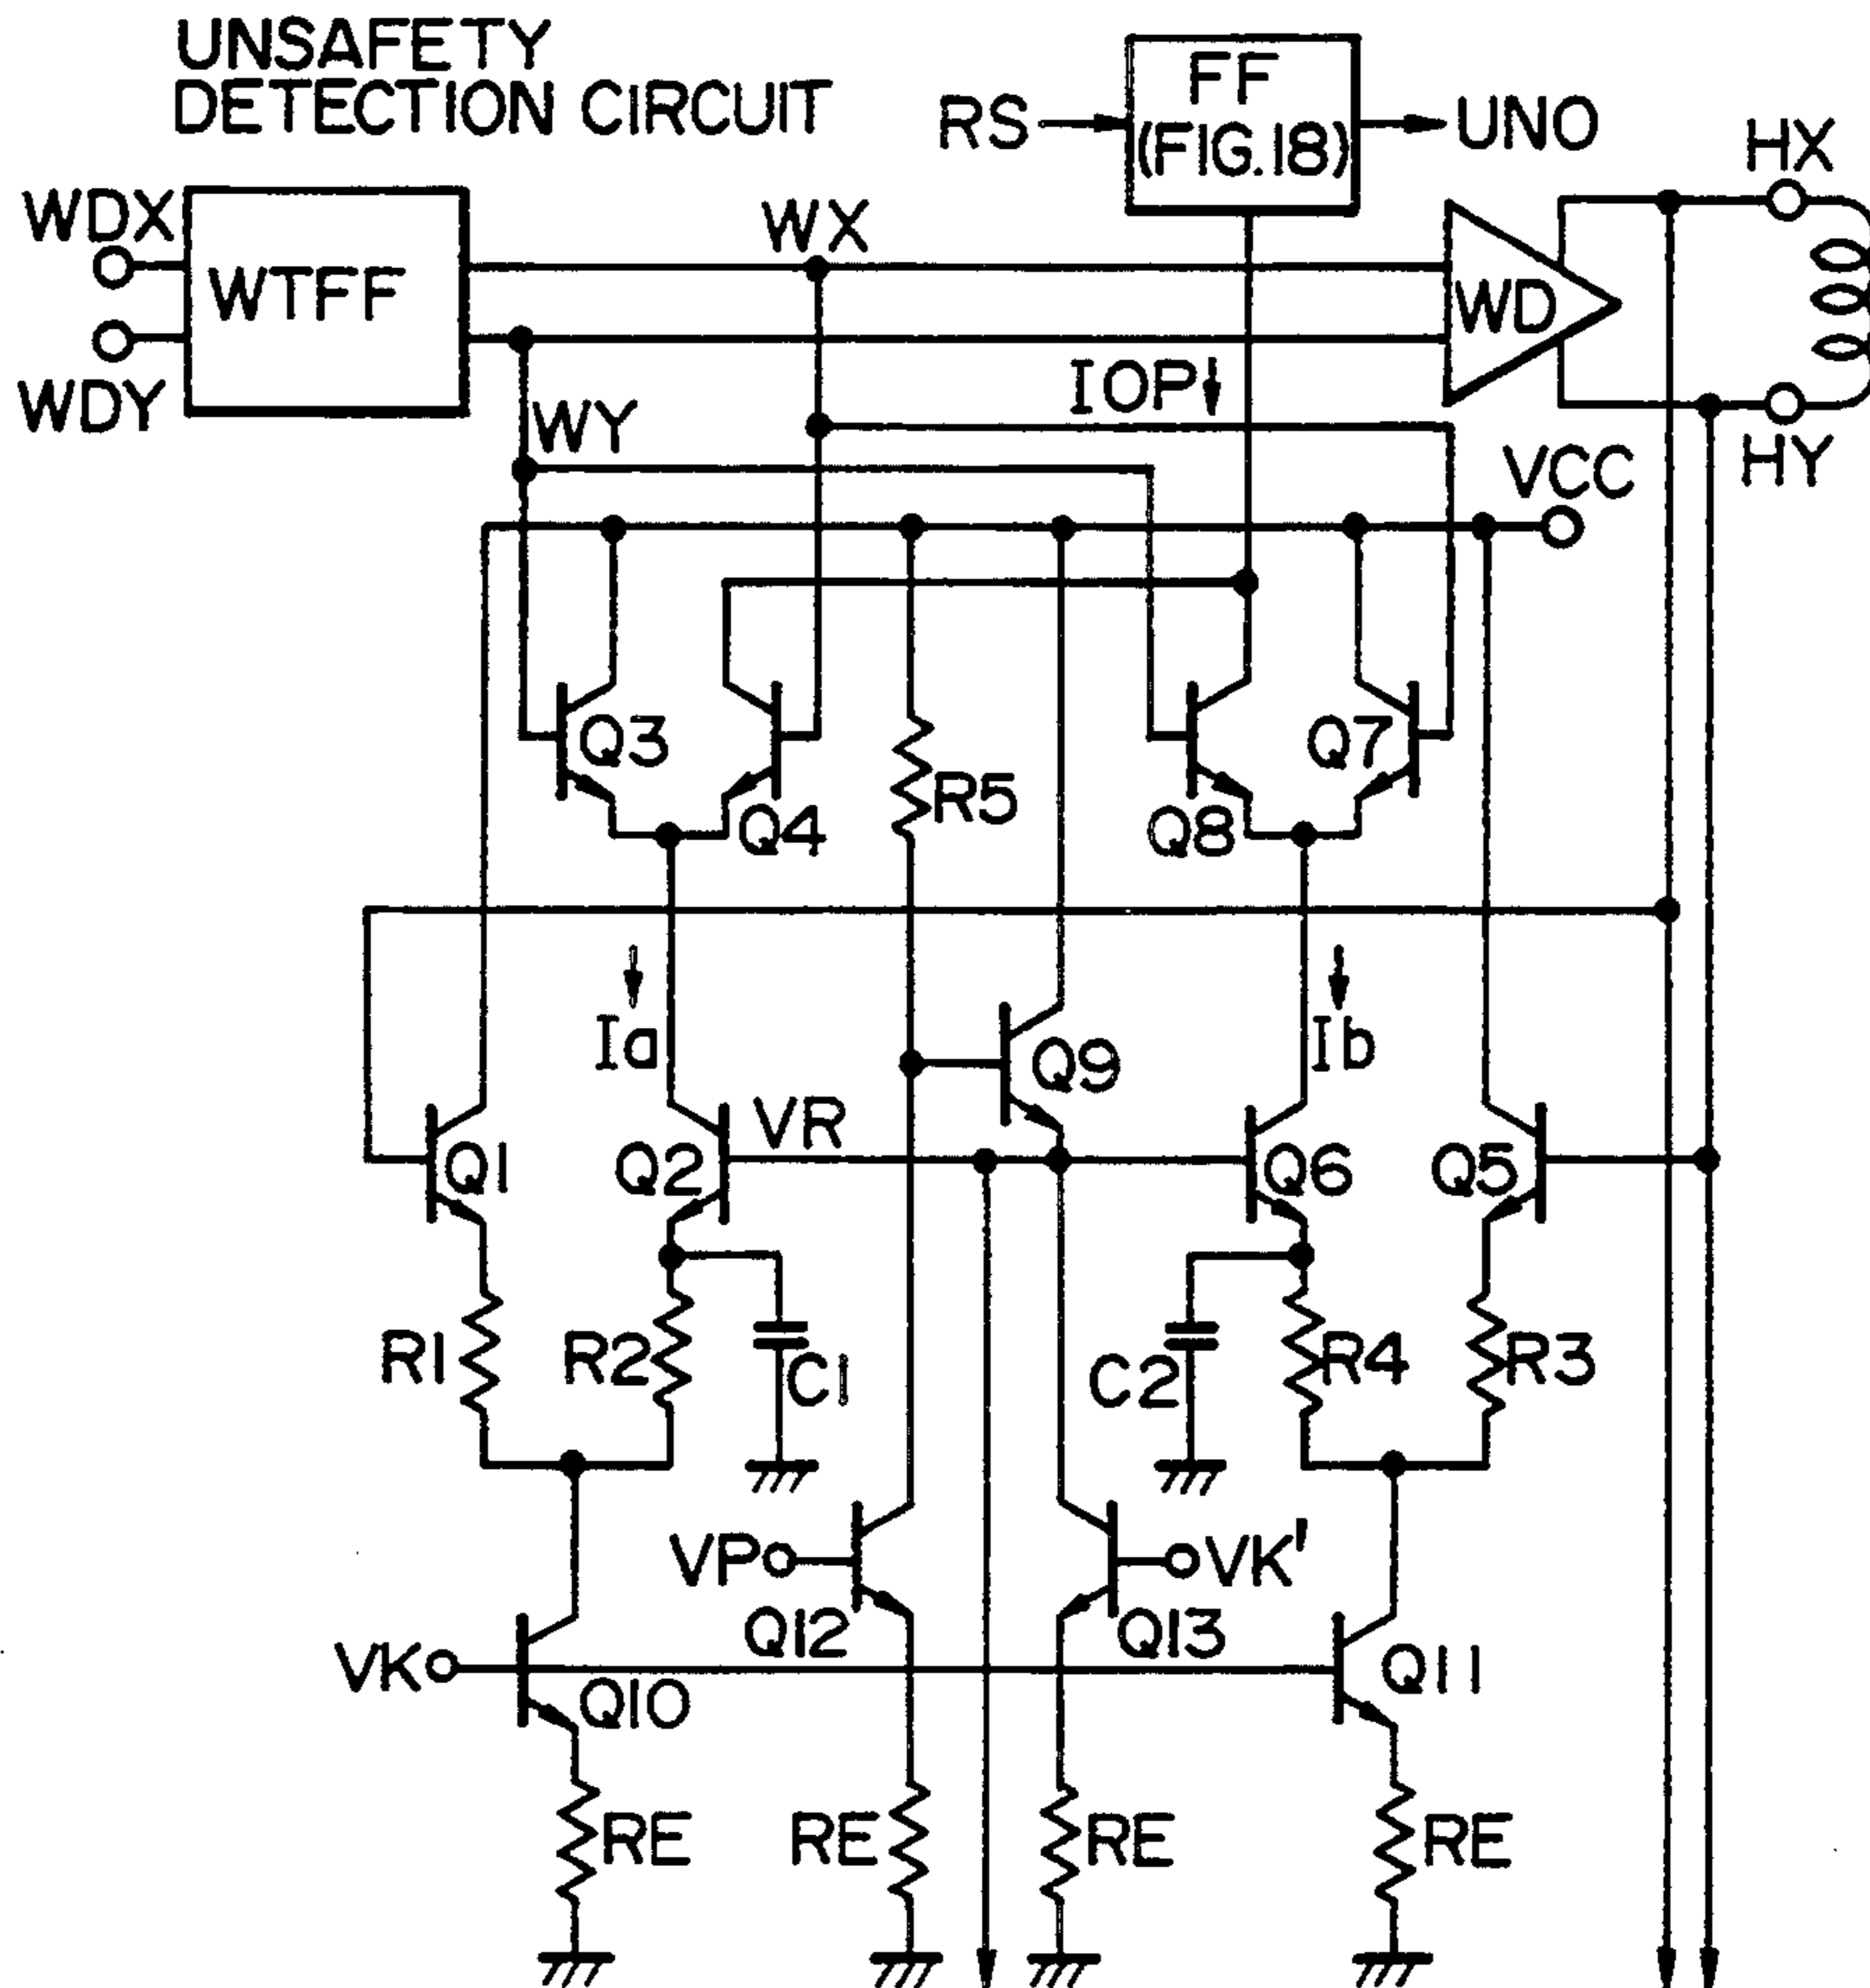 UNSAFETY
DETECTION CIRCUIT
FF
(FIG.18)
RS
UNO
HX
WDX
WTFF
WX
WD
WDY
WY
IOP
VCC
HY
Q3
Q4
R5
Q8
Q7
Ia
Q9
Ib
Q1
Q2
VR
Q6
Q5
R1
R2
C1
C2
R4
R3
VP
VK'
Q12
Q13
VK
Q10
Q11
RE
RE
RE
RE